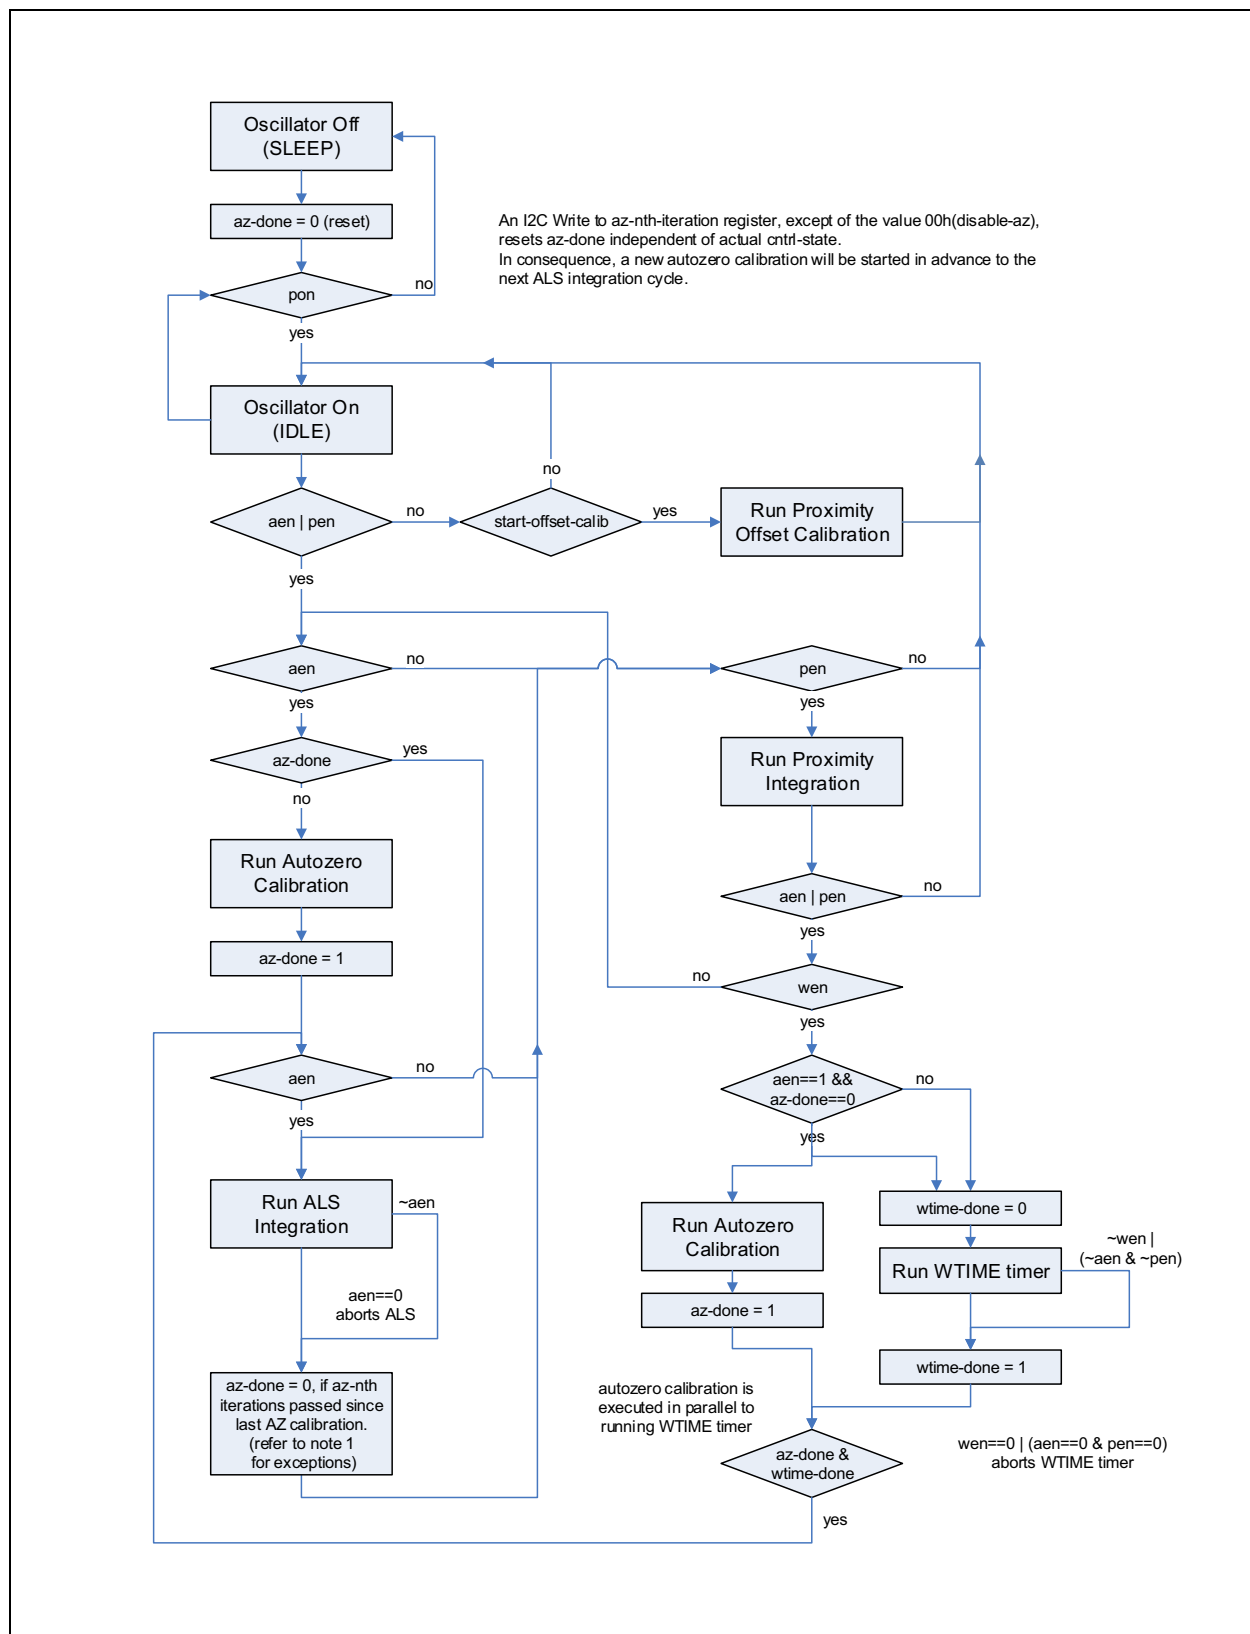 Oscillator Off
(SLEEP)
az-done = 0 (reset)
An I2C Write to az-nth-iteration register, except of the value 00h(disable-az),
resets az-done independent of actual cntrl-state.
In consequence, a new autozero calibration will be started in advance to the
next ALS integration cycle.
pon
no
yes
Oscillator On
(IDLE)
no
aen | pen
no
start-offset-calib
yes
Run Proximity
Offset Calibration
yes
aen
no
pen
no
yes
yes
az-done
yes
Run Proximity
Integration
no
Run Autozero
Calibration
aen | pen
no
yes
az-done = 1
no
wen
yes
aen
no
aen==1 &&
az-done==0
no
yes
yes
Run ALS
Integration
~aen
wtime-done = 0
Run Autozero
Calibration
~wen |
(~aen & ~pen)
Run WTIME timer
aen==0
aborts ALS
az-done = 1
wtime-done = 1
az-done = 0, if az-nth
iterations passed since
last AZ calibration.
(refer to note 1
for exceptions)
autozero calibration is
executed in parallel to
running WTIME timer
az-done &
wtime-done
wen==0 | (aen==0 & pen==0)
aborts WTIME timer
yes